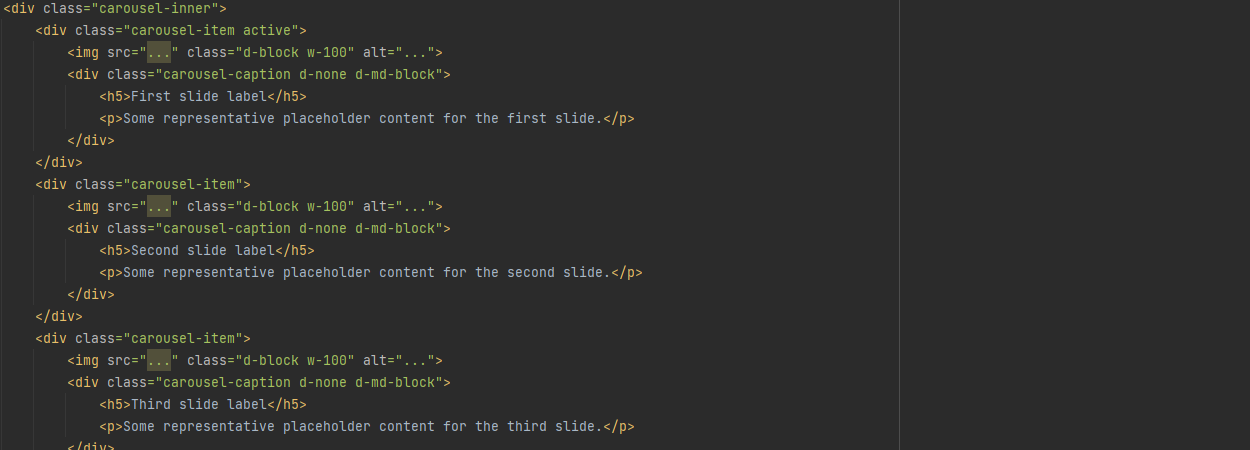 <div class="carousel-inner">
<div class="carousel-item active">
<img src="..." class="d-block w-100" alt="...">
<div class="carousel-caption d-none d-md-block">
<h5>First slide label</h5>
<p>Some representative placeholder content for the first slide.</p>
</div>
</div>
<div class="carousel-item">
<img src="..." class="d-block w-100" alt="...">
<div class="carousel-caption d-none d-md-block">
<h5>Second slide label</h5>
<p>Some representative placeholder content for the second slide.</p>
</div>
</div>
<div class="carousel-item">
<img src="..." class="d-block w-100" alt="...">
<div class="carousel-caption d-none d-md-block">
<h5>Third slide label</h5>
<p>Some representative placeholder content for the third slide.</p>
</div>